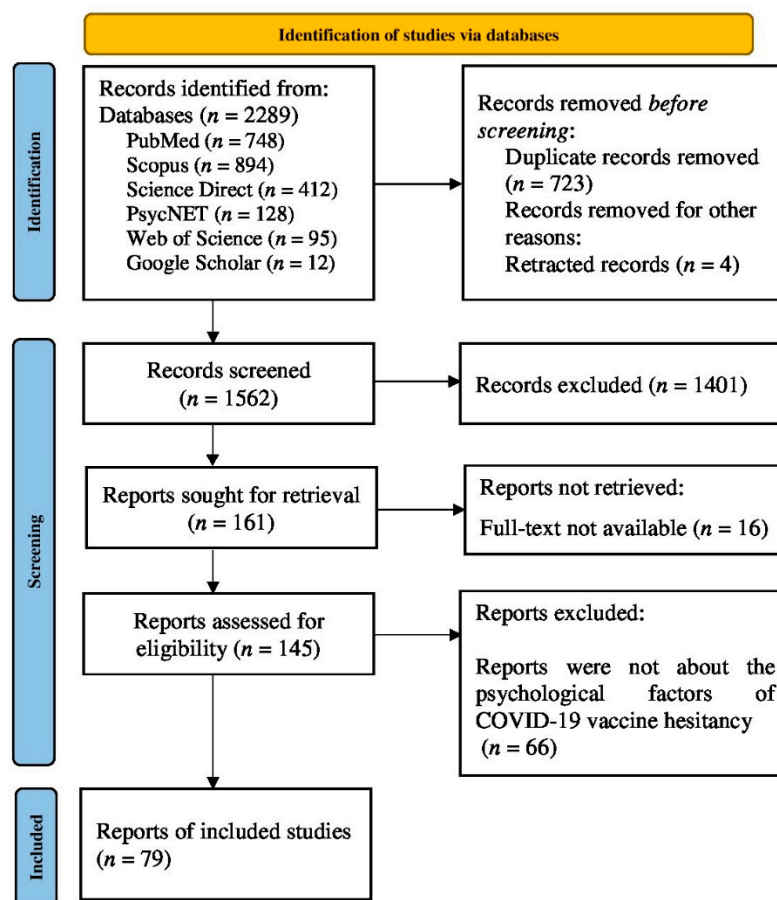 Identification of studies via databases
Identification
Records identified from:
Databases (n = 2289)
PubMed (n = 748)
Scopus (n = 894)
Science Direct (n = 412)
PsycNET (n = 128)
Web of Science (n = 95)
Google Scholar (n = 12)
Records removed before
screening:
Duplicate records removed
(n = 723)
Records removed for other
reasons:
Retracted records (n = 4)
Screening
Records screened
(n = 1562)
Records excluded (n = 1401)
Reports sought for retrieval
(n = 161)
Reports not retrieved:
Full-text not available (n = 16)
Reports assessed for
eligibility (n = 145)
Reports excluded:
Reports were not about the
psychological factors of
COVID-19 vaccine hesitancy
(n = 66)
Included
Reports of included studies
(n = 79)